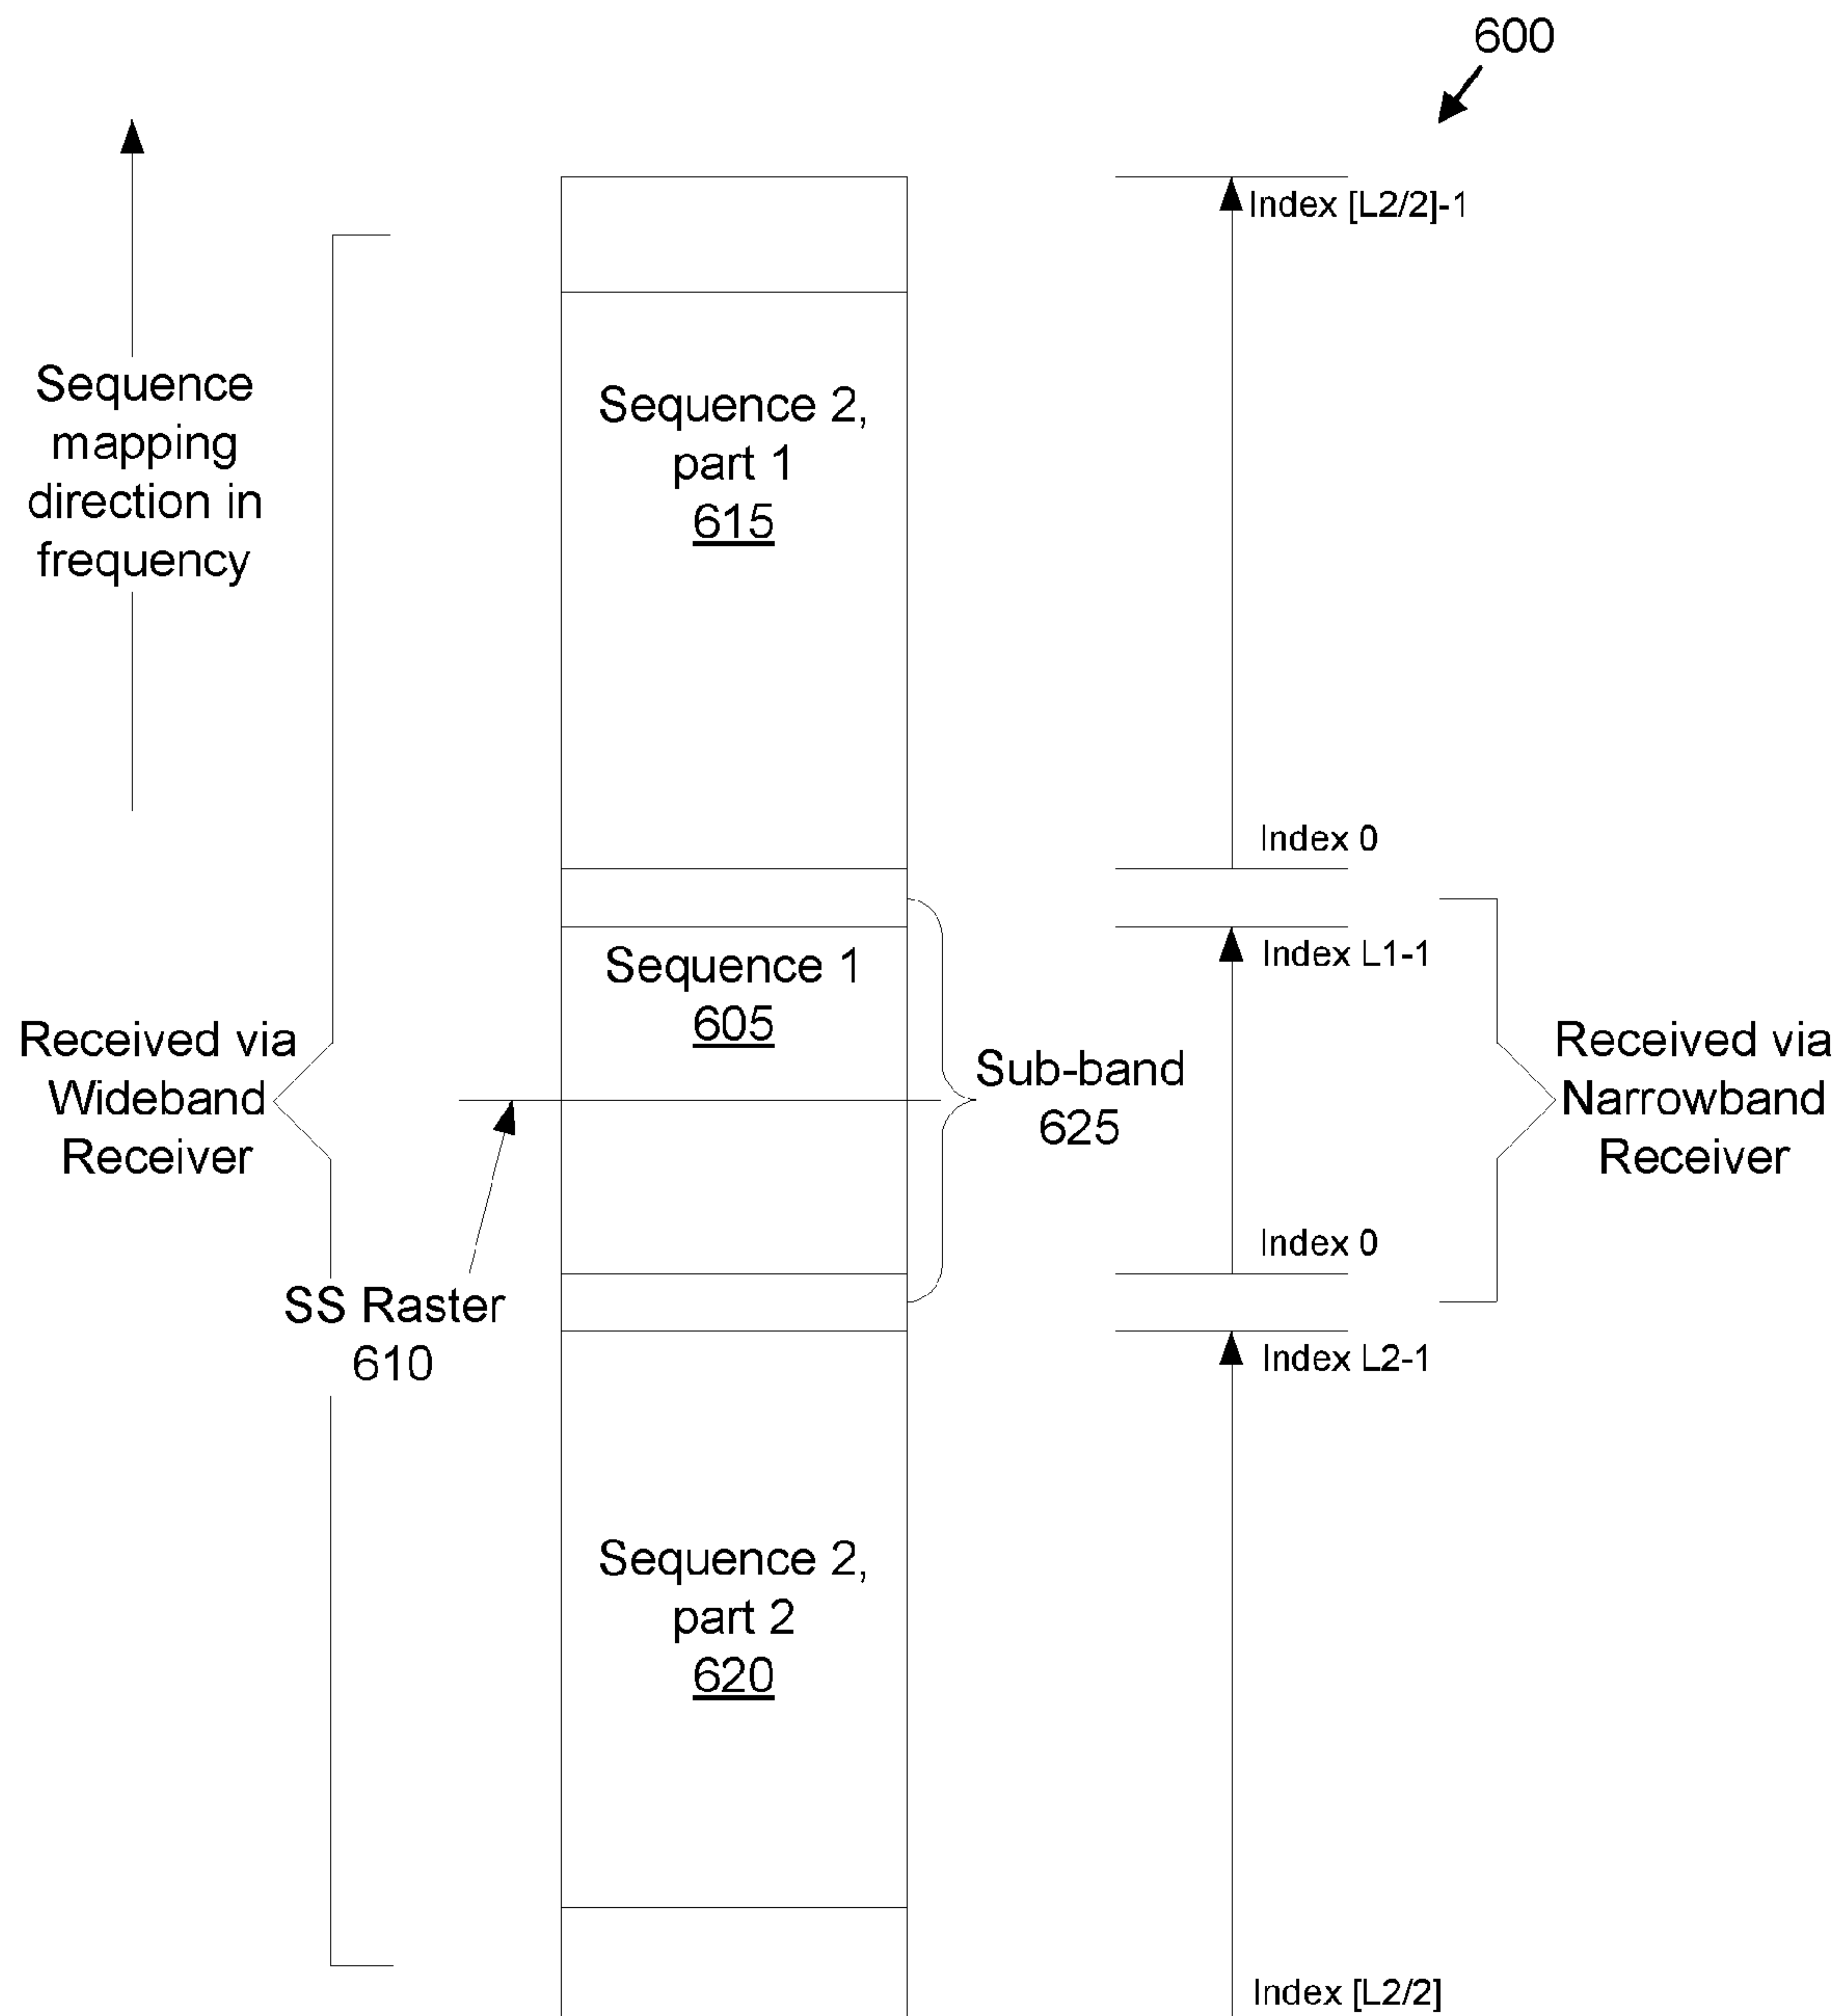 600
Index [L2/2]-1
Sequence
mapping
direction in
frequency
Sequence 2,
part 1
615
Index 0
Index L1-1
Sequence 1
605
Received via
Wideband
Receiver
Sub-band
625
Received via
Narrowband
Receiver
Index 0
SS Raster
610
Index L2-1
Sequence 2,
part 2
620
Index [L2/2]